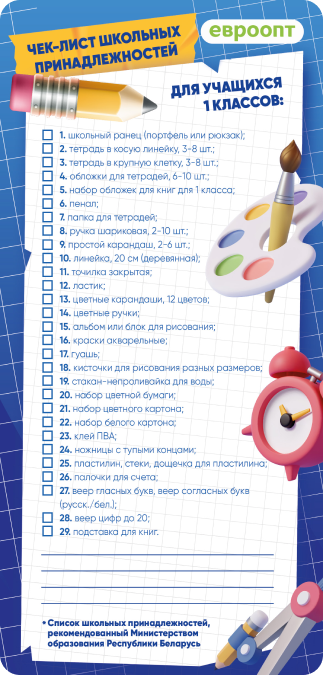 ЧЕК-ЛИСТ ШКОЛЬНЫХ
ПРИНАДЛЕЖНОСТЕЙ
евроопт
ДЛЯ УЧАЩИХСЯ
1 КЛАССОВ:
1. школьный ранец (портфель или рюкзак);
2. тетрадь в косую линейку, 3-8 шт.;
3. тетрадь в крупную клетку, 3-8 шт.;
4. обложки для тетрадей, 6-10 шт.;
5. набор обложек для книг для 1 класса;
6. пенал;
7. папка для тетрадей;
8. ручка шариковая, 2-10 шт.;
9. простой карандаш, 2-6 шт.;
10. линейка, 20 см (деревянная);
11. точилка закрытая;
12. ластик;
13. цветные карандаши, 12 цветов;
14. цветные ручки;
15. альбом или блок для рисования;
16. краски акварельные;
17. гуашь;
18. кисточки для рисования разных размеров;
19. стакан-непроливайка для воды;
20. набор цветной бумаги;
21. набор цветного картона;
22. набор белого картона;
23. клей ПВА;
24. ножницы с тупыми концами;
25. пластилин, стеки, дощечка для пластилина;
26. палочки для счета;
27. веер гласных букв, веер согласных букв
(русск./бел.);
28. веер цифр до 20;
29. подставка для книг.
• Список школьных принадлежностей,
рекомендованный Министерством
образования Республики Беларусь